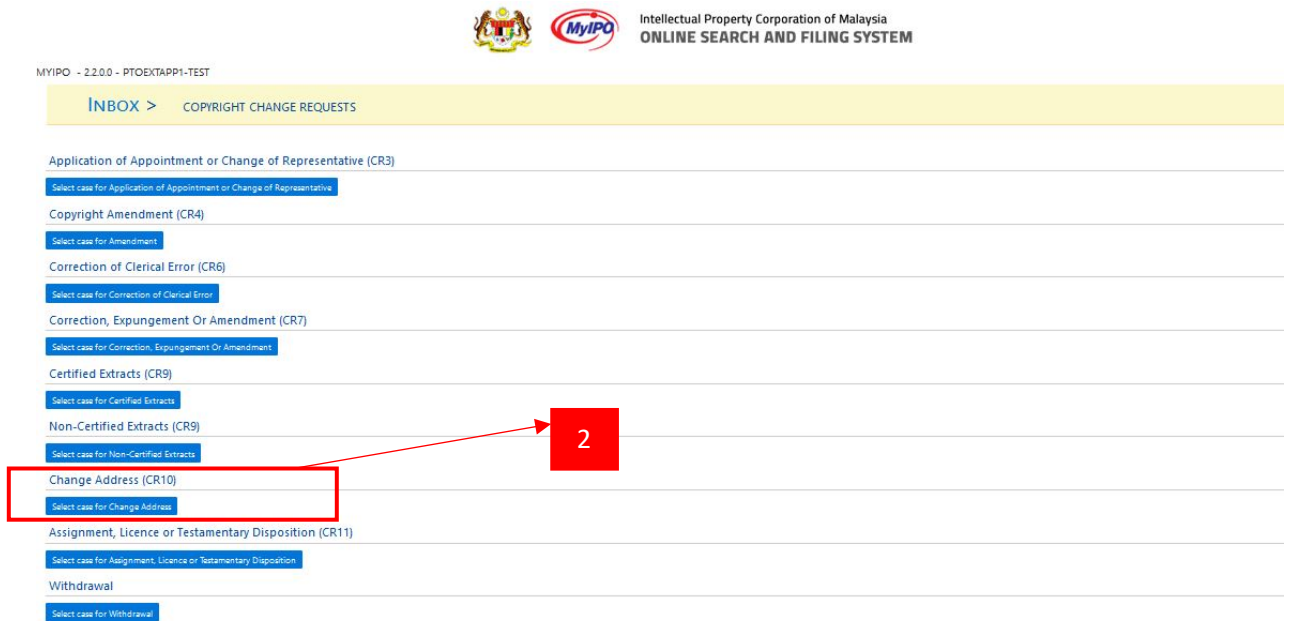 MyIPO
Intellectual Property Corporation of Malaysia
ONLINE SEARCH AND FILING SYSTEM
MYIPO - 2.2.0.0 - PTOEXTAPP1-TEST
INBOX > COPYRIGHT CHANGE REQUESTS
Application of Appointment or Change of Representative (CR3)
Select case for Application of Appointment or Change of Representative
Copyright Amendment (CR4)
Select case for Amendment
Correction of Clerical Error (CR6)
Select case for Correction of Clerical Error
Correction, Expungement Or Amendment (CR7)
Select case for Correction, Expungement Or Amendment
Certified Extracts (CR9)
Select case for Certified Extracts
Non-Certified Extracts (CR9)
2
Select case for Non-Certified Extracts
Change Address (CR10)
Select case for Change Address
Assignment, Licence or Testamentary Disposition (CR11)
Select case for Assignment, Licence or Testamentary Disposition
Withdrawal
Select case for Withdrawal